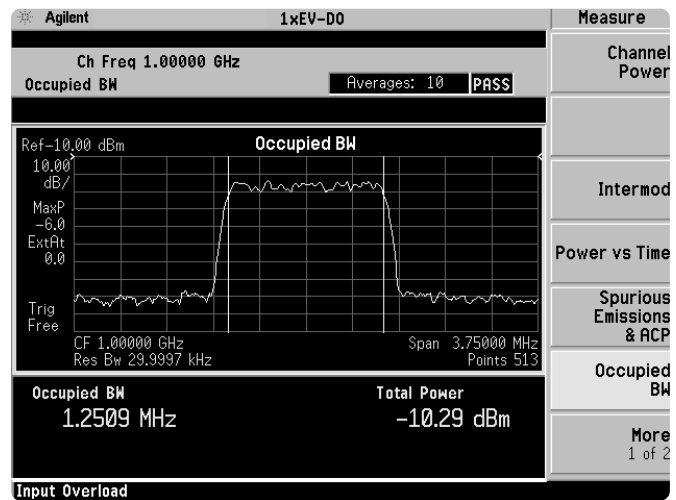 Agilent 1xEV-DO Measure
Ch Freq 1.00000 GHz
Occupied BW Averages: 10 PASS
Channel
Power
Ref-10.00 dBm Occupied BW
10.00
dB/
MaxP
-6.0
ExtAt
0.0
Trig
Free
CF 1.00000 GHz Span 3.75000 MHz
Res Bw 29.9997 kHz Points 513
Intermod
Power vs Time
Spurious
Emissions
& ACP
Occupied
BW
More
1 of 2
Occupied BW Total Power
1.2509 MHz -10.29 dBm
Input Overload